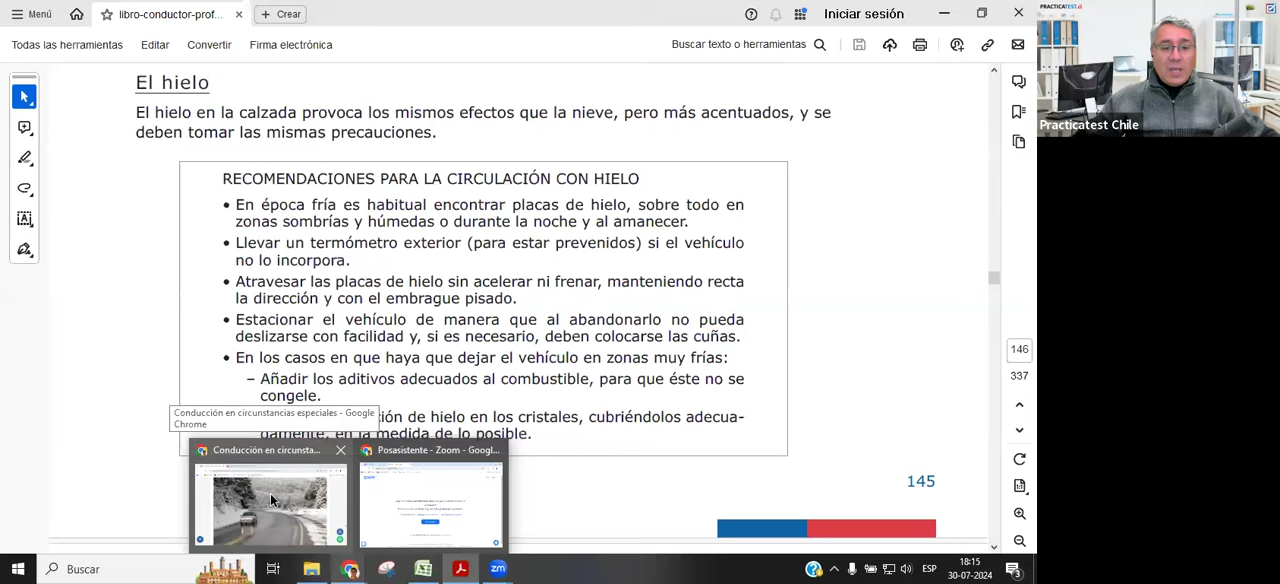 Menú
libro-conductor-prof...
Crear
Iniciar sesión
Todas las herramientas
Editar
Convertir
Firma electrónica
Buscar texto o herramientas
PRACTICATEST.cl
Practicatest Chile
El hielo
El hielo en la calzada provoca los mismos efectos que la nieve, pero más acentuados, y se
deben tomar las mismas precauciones.
RECOMENDACIONES PARA LA CIRCULACIÓN CON HIELO
• En época fría es habitual encontrar placas de hielo, sobre todo en
zonas sombrías y húmedas o durante la noche y al amanecer.
• Llevar un termómetro exterior (para estar prevenidos) si el vehículo
no lo incorpora.
• Atravesar las placas de hielo sin acelerar ni frenar, manteniendo recta
la dirección y con el embrague pisado.
• Estacionar el vehículo de manera que al abandonarlo no pueda
deslizarse con facilidad y, si es necesario, deben colocarse las cuñas.
• En los casos en que haya que dejar el vehículo en zonas muy frías:
– Añadir los aditivos adecuados al combustible, para que éste no se
congele.
ción de hielo en los cristales, cubriéndolos adecua-
damente, en la medida de lo posible.
Conducción en circunstancias especiales - Google
Chrome
Conducción en circunsta...
Posasistente - Zoom - Googl...
145
146
337
Buscar
zm
ESP
18:15
30-07-2024
3